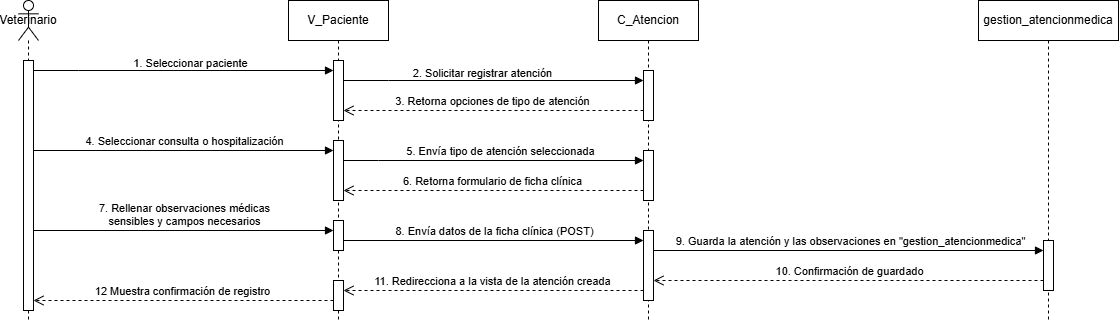 Veterinario
V_Paciente
C_Atencion
gestion_atencionmedica
1. Seleccionar paciente
2. Solicitar registrar atención
3. Retorna opciones de tipo de atención
4. Seleccionar consulta o hospitalización
5. Envía tipo de atención seleccionada
6. Retorna formulario de ficha clínica
7. Rellenar observaciones médicas
sensibles y campos necesarios
8. Envía datos de la ficha clínica (POST)
9. Guarda la atención y las observaciones en "gestion_atencionmedica"
10. Confirmación de guardado
11. Redirecciona a la vista de la atención creada
12 Muestra confirmación de registro